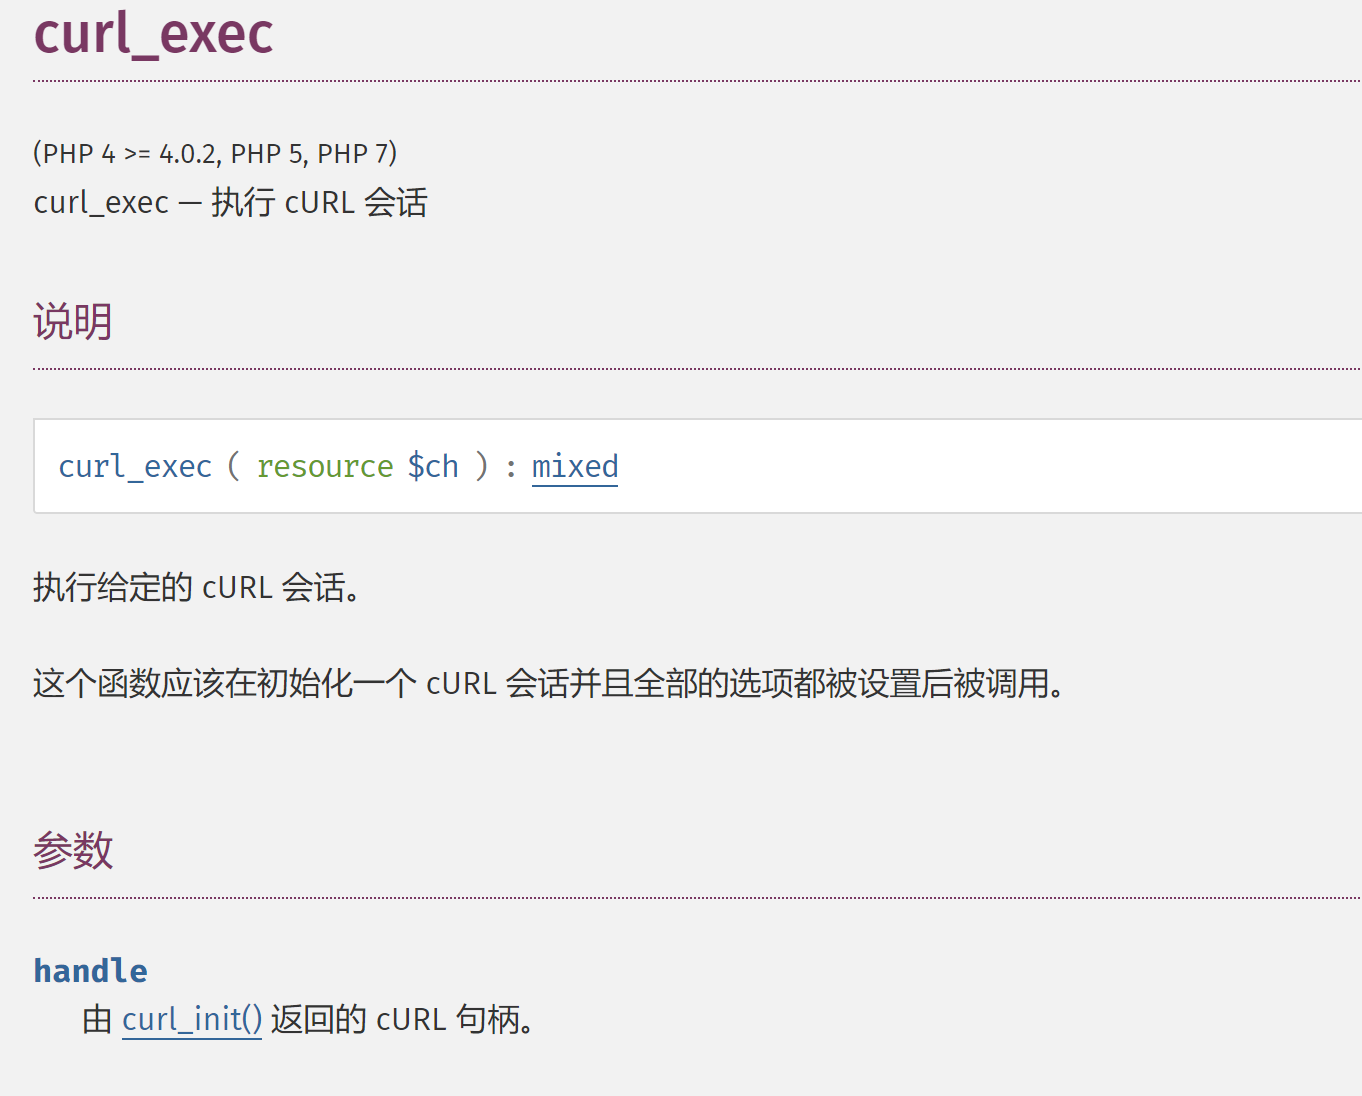 curl_exec
(PHP 4 >= 4.0.2, PHP 5, PHP 7)
curl_exec — 执行 cURL 会话
说明
curl_exec ( resource $ch ) : mixed
执行给定的 cURL 会话。
这个函数应该在初始化一个 cURL 会话并且全部的选项都被设置后被调用。
参数
handle
由 curl_init() 返回的 cURL 句柄。